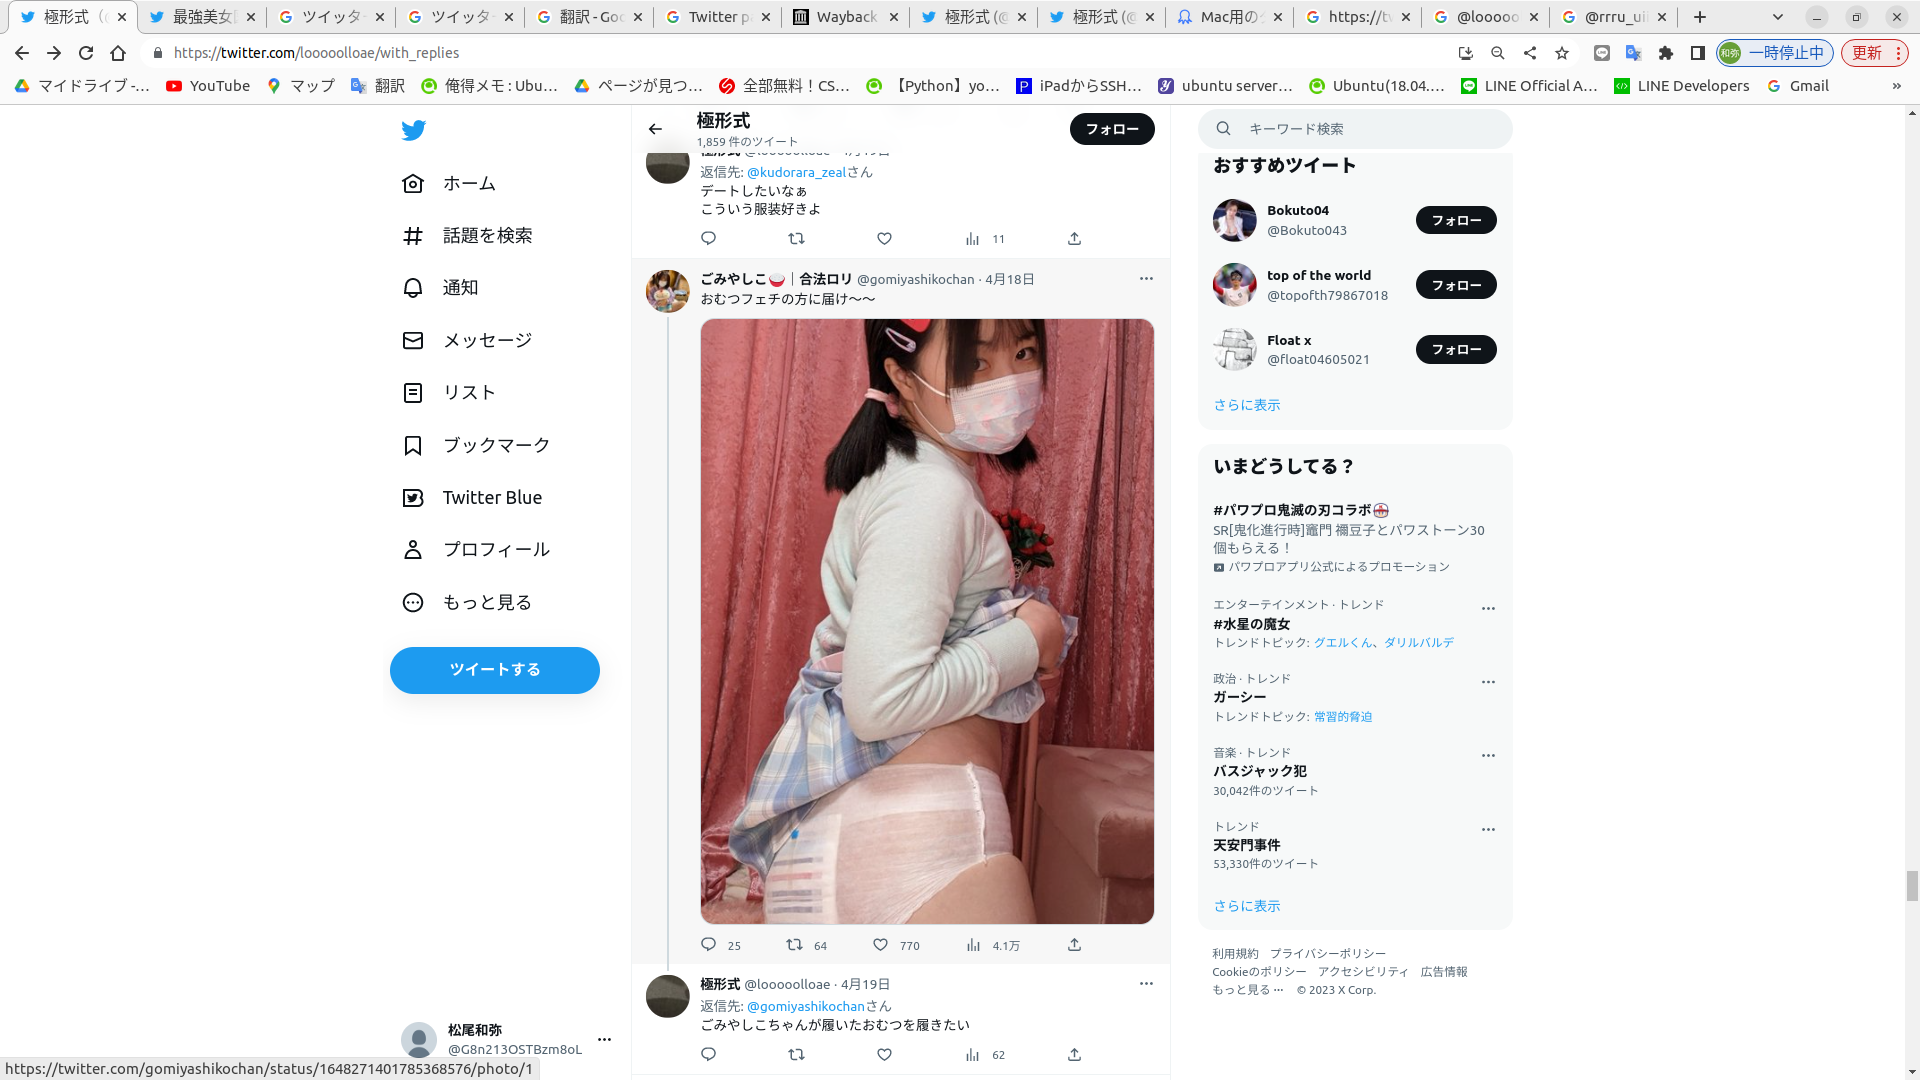 極形式 (@
最強美女
ツイッター
ツイッター
翻訳 - Goo
Twitter p
Wayback
極形式 (@
極形式 (@
Mac用の
https://tw
@looooo
@rrru_uii
https://twitter.com/looooolloae/with_replies
和弥
一時停止中
更新
マイドライブ -...
YouTube
マップ
翻訳
俺得メモ : Ubu...
ページが見つ...
全部無料！CS...
【Python】yo...
iPadからSSH...
ubuntu server...
Ubuntu(18.04....
LINE Official A...
LINE Developers
Gmail
»
ホーム
話題を検索
通知
メッセージ
リスト
ブックマーク
Twitter Blue
プロフィール
もっと見る
ツイートする
松尾和弥
@G8n213OSTBzm8oL
https://twitter.com/gomiyashikochan/status/1648271401785368576/photo/1
極形式
1,859 件のツイート
フォロー
極形式 @looooolloae · 4月19日
返信先: @kudorara_zealさん
デートしたいなぁ
こういう服装好きよ
11
ごみやしこ🍚｜合法ロリ @gomiyashikochan · 4月18日
おむつフェチの方に届け〜〜
25 64 770 4.1万
極形式 @looooolloae · 4月19日
返信先: @gomiyashikochanさん
ごみやしこちゃんが履いたおむつを履きたい
62
キーワード検索
おすすめツイート
Bokuto04
@Bokuto043
フォロー
top of the world
@topofth79867018
フォロー
Float x
@float04605021
フォロー
さらに表示
いまどうしてる？
#パワプロ鬼滅の刃コラボ
SR[鬼化進行時]竈門 禰豆子とパワストーン30
個もらえる！
パワプロアプリ公式によるプロモーション
エンターテインメント · トレンド
#水星の魔女
トレンドトピック: グエルくん、ダリルバルデ
政治 · トレンド
ガーシー
トレンドトピック: 常習的脅迫
音楽 · トレンド
バスジャック犯
30,042件のツイート
トレンド
天安門事件
53,330件のツイート
さらに表示
利用規約 プライバシーポリシー
Cookieのポリシー アクセシビリティ 広告情報
もっと見る ··· © 2023 X Corp.